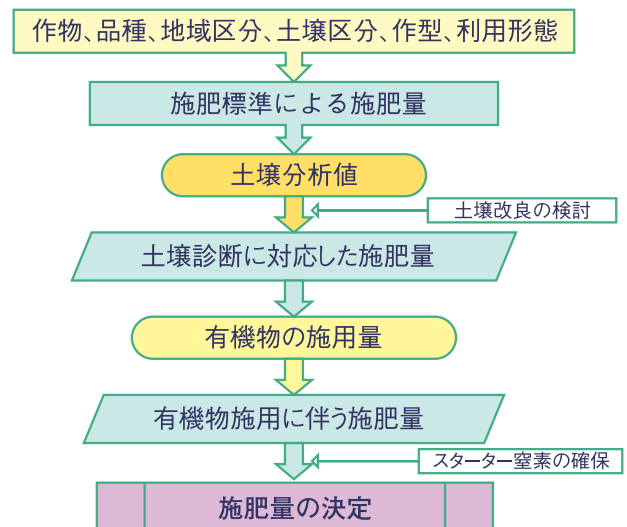 作物、品種、地域区分、土壌区分、作型、利用形態
施肥標準による施肥量
土壌分析値
土壌改良の検討
土壌診断に対応した施肥量
有機物の施用量
有機物施用に伴う施肥量
スターター窒素の確保
施肥量の決定